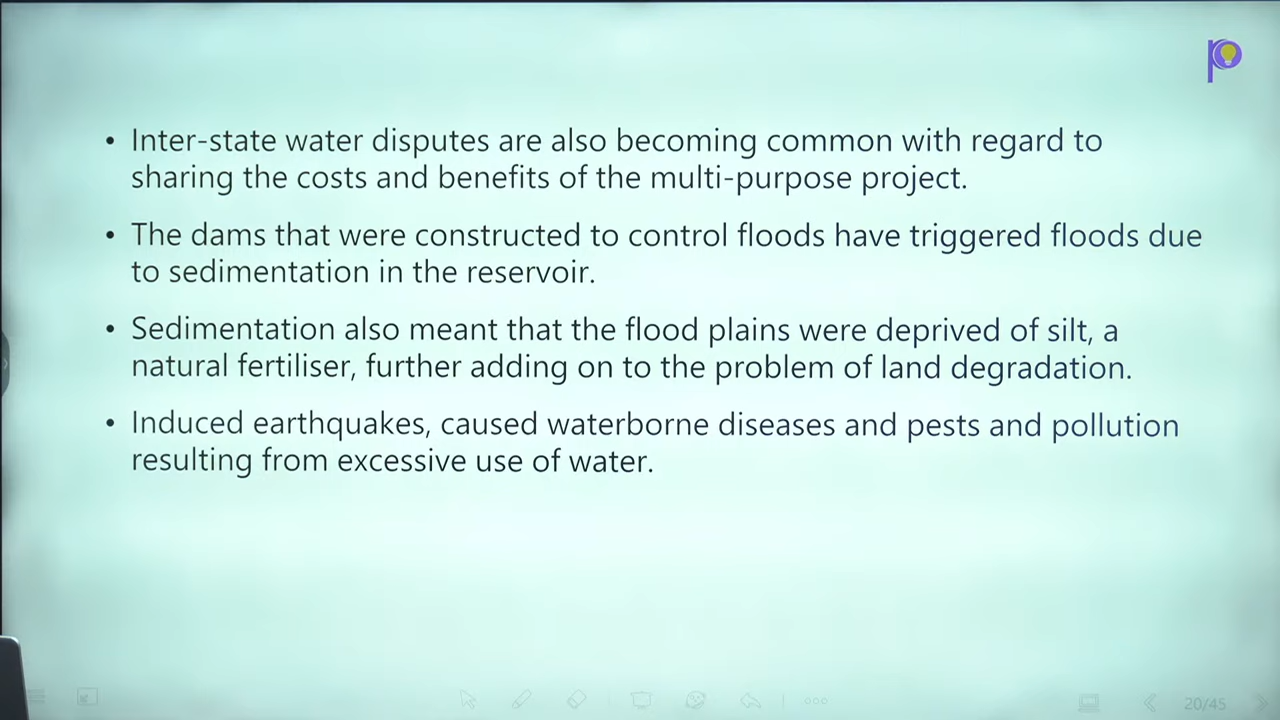 • Inter-state water disputes are also becoming common with regard to
sharing the costs and benefits of the multi-purpose project.
• The dams that were constructed to control floods have triggered floods due
to sedimentation in the reservoir.
• Sedimentation also meant that the flood plains were deprived of silt, a
natural fertiliser, further adding on to the problem of land degradation.
• Induced earthquakes, caused waterborne diseases and pests and pollution
resulting from excessive use of water.
20/45